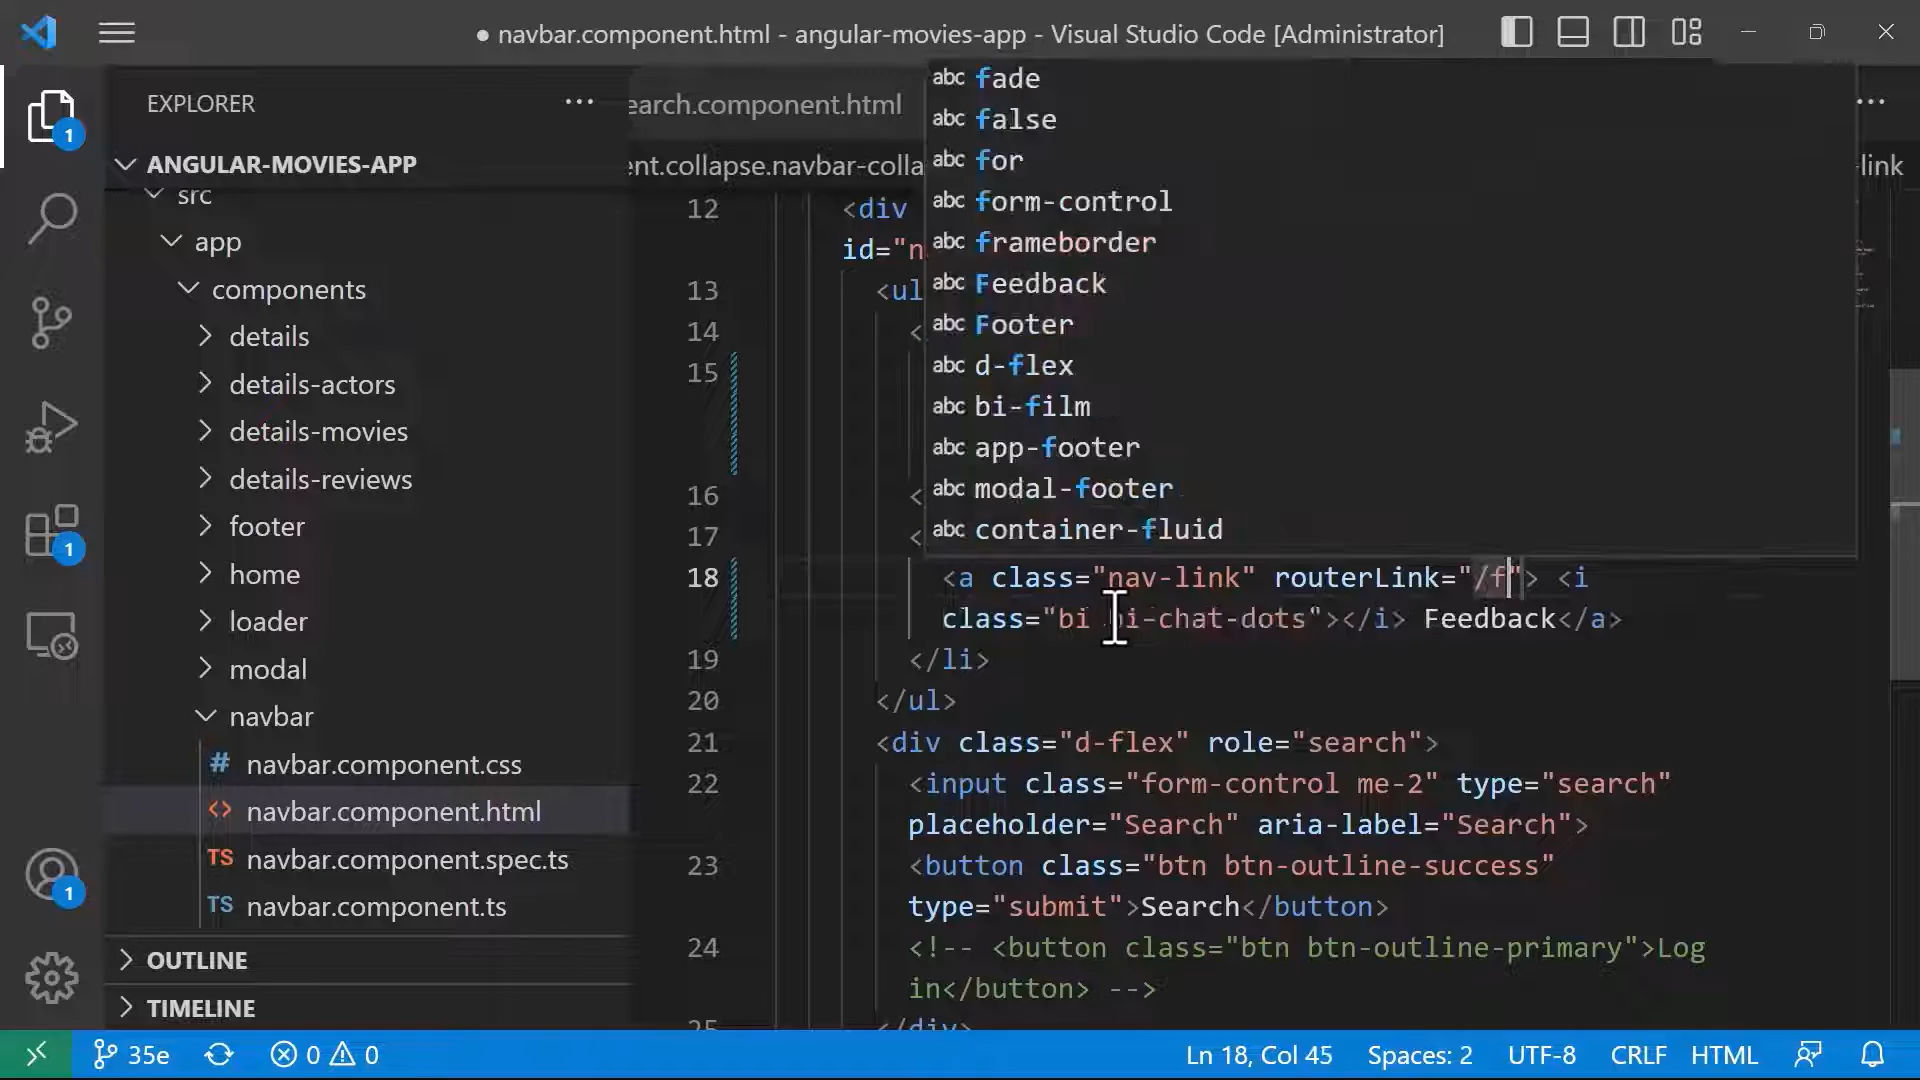 ● navbar.component.html - angular-movies-app - Visual Studio Code [Administrator]
EXPLORER
ANGULAR-MOVIES-APP
src
app
components
details
details-actors
details-movies
details-reviews
footer
home
loader
modal
navbar
# navbar.component.css
<> navbar.component.html
TS navbar.component.spec.ts
TS navbar.component.ts
OUTLINE
TIMELINE
1
1
1
earch.component.html
ent.collapse.navbar-colla
-link
abc fade
abc false
abc for
abc form-control
abc frameborder
abc Feedback
abc Footer
abc d-flex
abc bi-film
abc app-footer
abc modal-footer
abc container-fluid
12 <div
id="n
13 <ul
14 <
15
16 <
17 <
18 <a class="nav-link" routerLink="/f"> <i
class="bi bi-chat-dots"></i> Feedback</a>
19 </li>
20 </ul>
21 <div class="d-flex" role="search">
22 <input class="form-control me-2" type="search"
placeholder="Search" aria-label="Search">
23 <button class="btn btn-outline-success"
type="submit">Search</button>
24 <!-- <button class="btn btn-outline-primary">Log
in</button> -->
25 </div>
35e
0 0
Ln 18, Col 45
Spaces: 2
UTF-8
CRLF
HTML